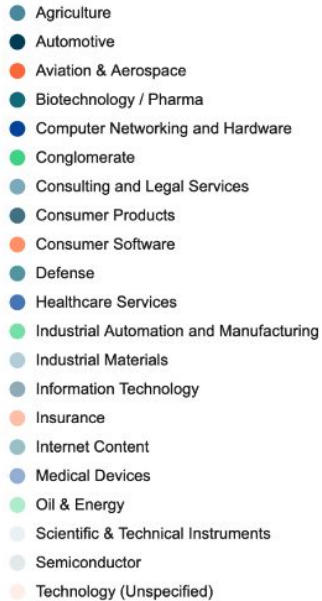 Agriculture
Automotive
Aviation & Aerospace
Biotechnology / Pharma
Computer Networking and Hardware
Conglomerate
Consulting and Legal Services
Consumer Products
Consumer Software
Defense
Healthcare Services
Industrial Automation and Manufacturing
Industrial Materials
Information Technology
Insurance
Internet Content
Medical Devices
Oil & Energy
Scientific & Technical Instruments
Semiconductor
Technology (Unspecified)